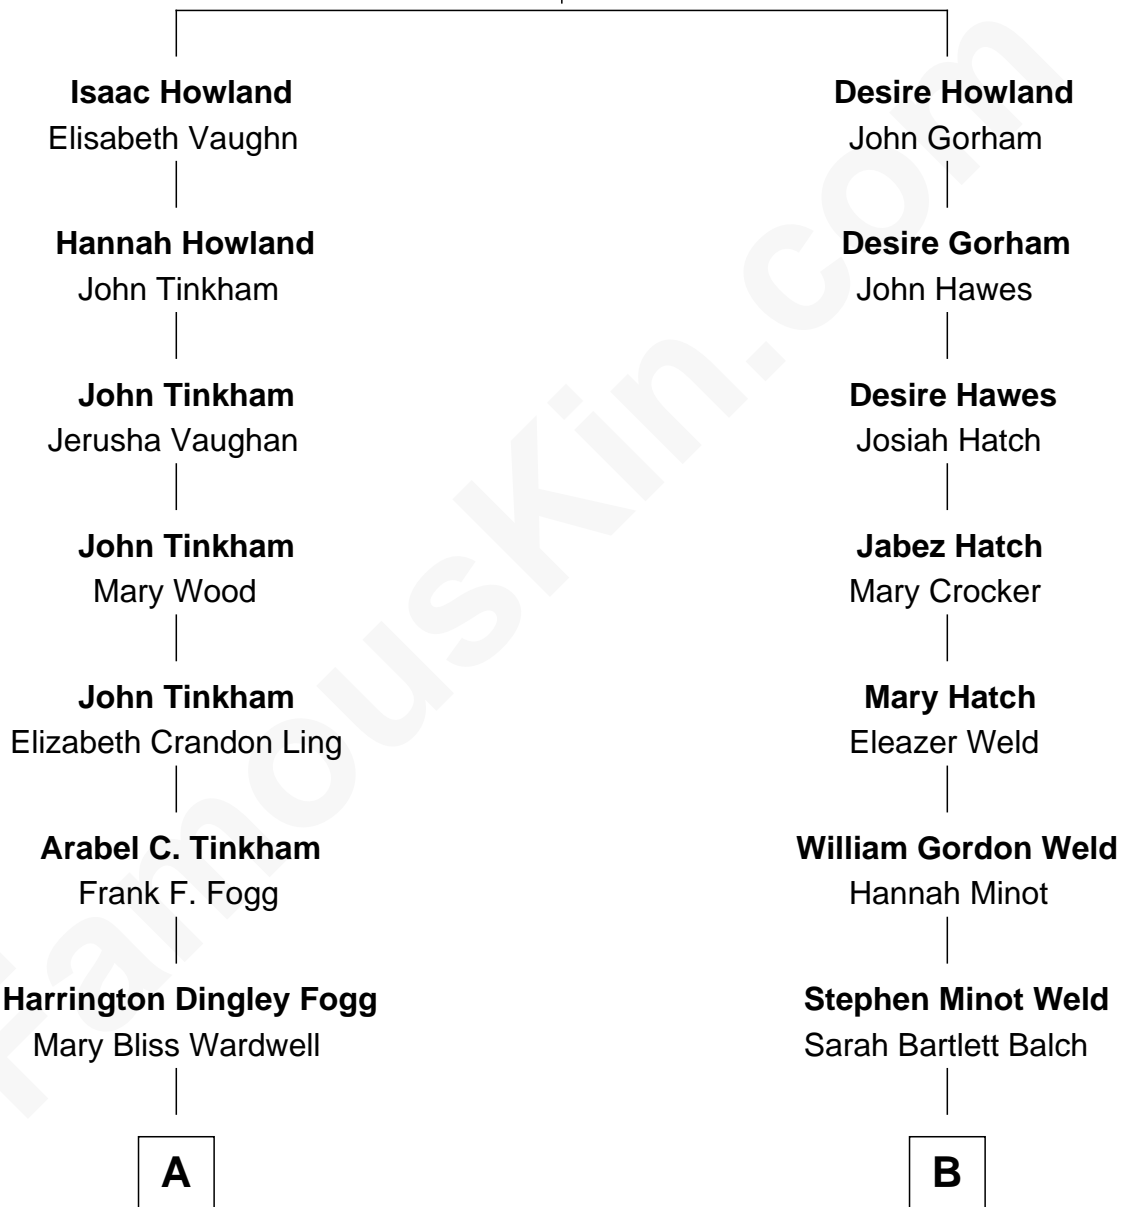 Isaac Howland
Elisabeth Vaughn
Hannah Howland
John Tinkham
John Tinkham
Jerusha Vaughan
John Tinkham
Mary Wood
John Tinkham
Elizabeth Crandon Ling
Arabel C. Tinkham
Frank F. Fogg
Harrington Dingley Fogg
Mary Bliss Wardwell
A
Desire Howland
John Gorham
Desire Gorham
John Hawes
Desire Hawes
Josiah Hatch
Jabez Hatch
Mary Crocker
Mary Hatch
Eleazer Weld
William Gordon Weld
Hannah Minot
Stephen Minot Weld
Sarah Bartlett Balch
B
FamousKin.com